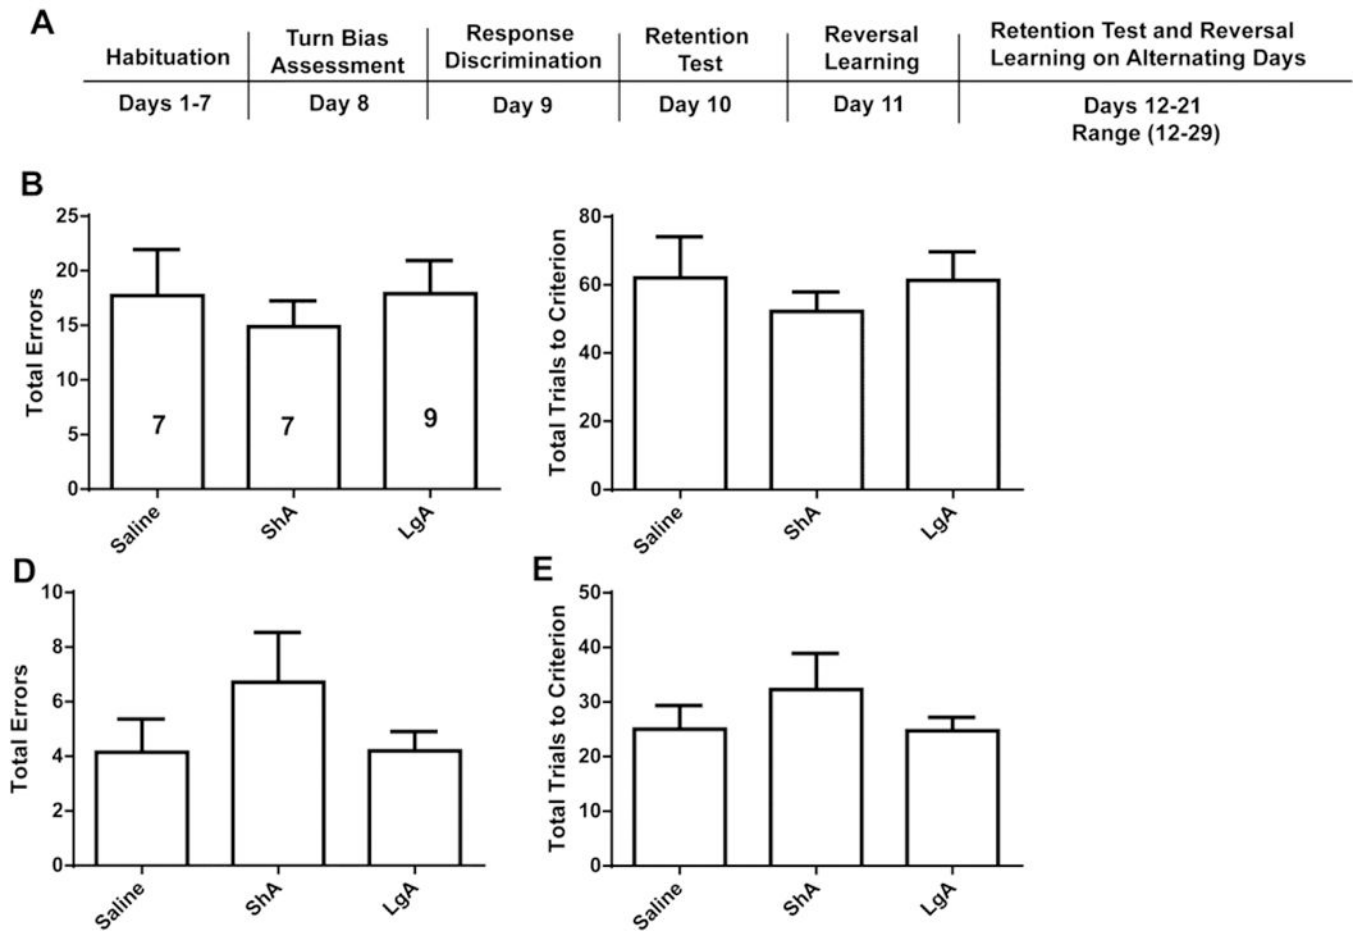 A
Habituation
Turn Bias
Assessment
Response
Discrimination
Retention
Test
Reversal
Learning
Retention Test and Reversal
Learning on Alternating Days
Days 1-7
Day 8
Day 9
Day 10
Day 11
Days 12-21
Range (12-29)
B
Total Errors
25
20
15
10
5
0
7
7
9
Saline
ShA
LgA
Total Trials to Criterion
80
60
40
20
0
Saline
ShA
LgA
D
Total Errors
10
8
6
4
2
0
Saline
ShA
LgA
E
Total Trials to Criterion
50
40
30
20
10
0
Saline
ShA
LgA